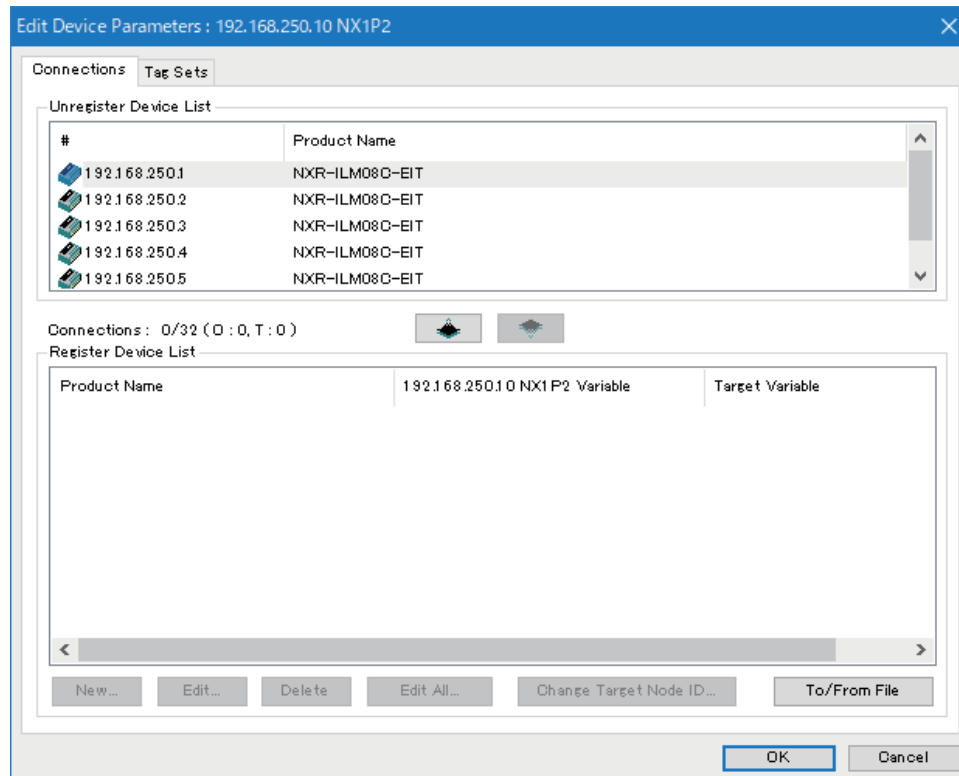 Edit Device Parameters : 192.168.250.10 NX1P2
Connections Tag Sets
Unregister Device List
# Product Name
192.168.250.1 NXR-ILM08C-EIT
192.168.250.2 NXR-ILM08C-EIT
192.168.250.3 NXR-ILM08C-EIT
192.168.250.4 NXR-ILM08C-EIT
192.168.250.5 NXR-ILM08C-EIT
Connections : 0/32 ( O : 0, T : 0 )
Register Device List
Product Name 192.168.250.10 NX1P2 Variable Target Variable
New... Edit... Delete Edit All... Change Target Node ID... To/From File
OK Cancel